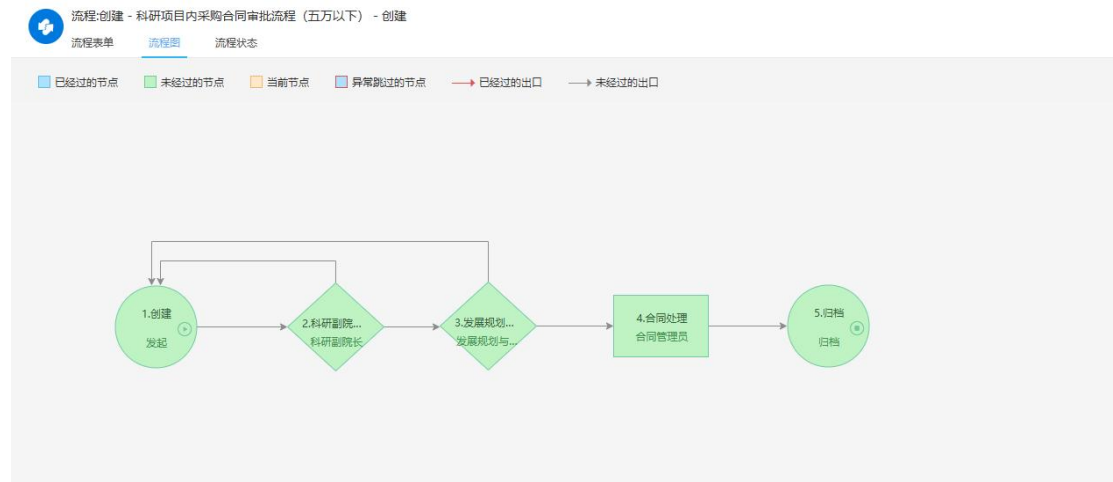 流程:创建 - 科研项目内采购合同审批流程（五万以下） - 创建
流程表单 流程图 流程状态
已经过的节点 未经过的节点 当前节点 异常跳过的节点 已经过的出口 未经过的出口
1.创建
发起
2.科研副院...
科研副院长
3.发展规划...
发展规划与...
4.合同处理
合同管理员
5.归档
归档